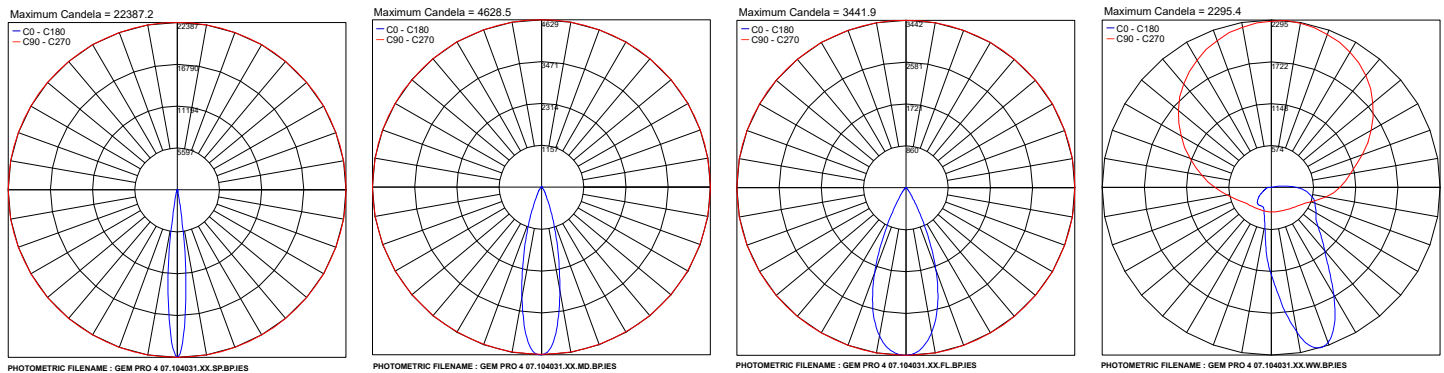 Maximum Candela = 22387.2
— C0 - C180
— C90 - C270
22387
16790
11194
5597
PHOTOMETRIC FILENAME : GEM PRO 4 07.104031.XX.SP.BP.IES
Maximum Candela = 4628.5
— C0 - C180
— C90 - C270
4629
3471
2314
1157
PHOTOMETRIC FILENAME : GEM PRO 4 07.104031.XX.MD.BP.IES
Maximum Candela = 3441.9
— C0 - C180
— C90 - C270
3442
2581
1721
860
PHOTOMETRIC FILENAME : GEM PRO 4 07.104031.XX.FL.BP.IES
Maximum Candela = 2295.4
— C0 - C180
— C90 - C270
2295
1722
1148
574
PHOTOMETRIC FILENAME : GEM PRO 4 07.104031.XX.WW.BP.IES